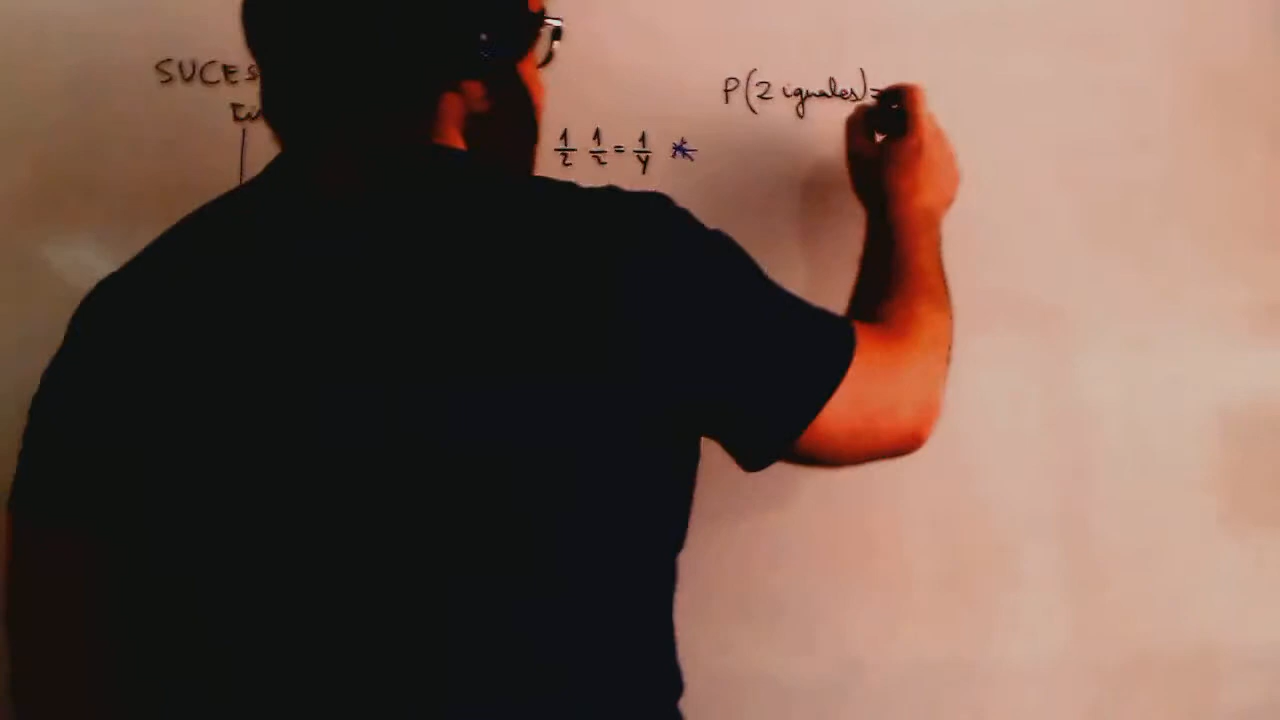 SUCES
P(2 iguales)=
1/2 1/2 = 1/4 *